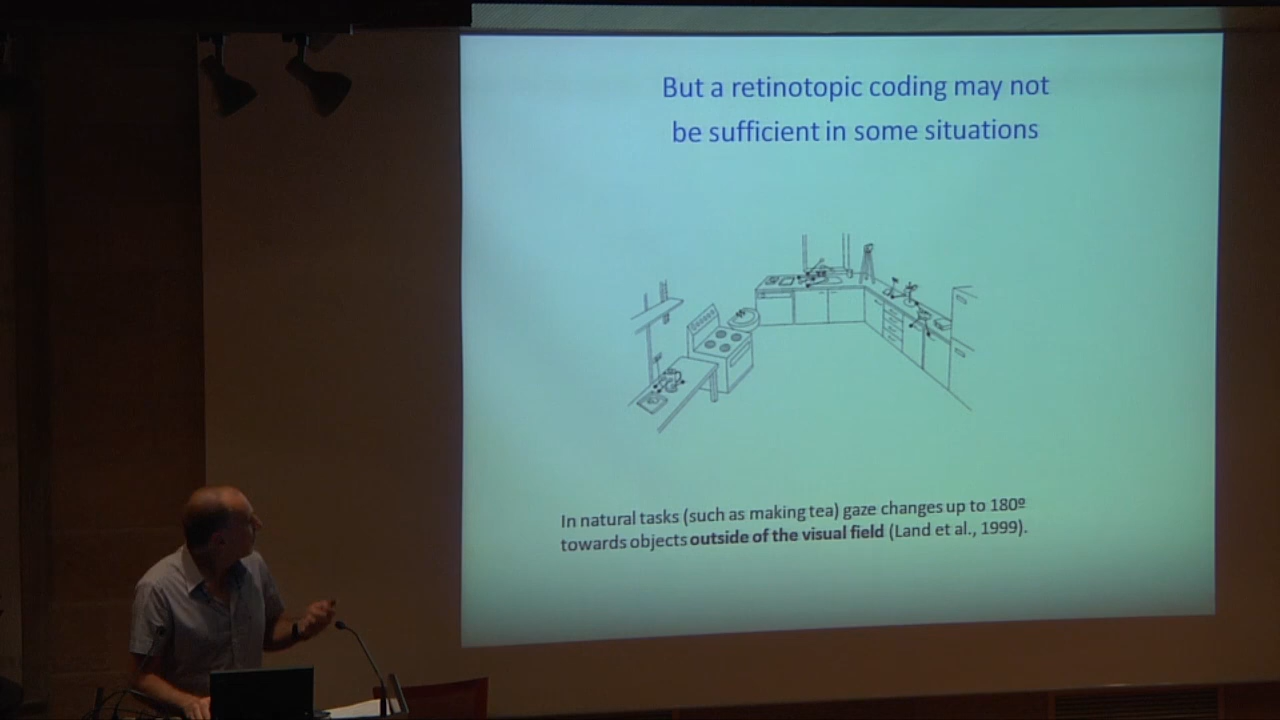 But a retinotopic coding may not
be sufficient in some situations
In natural tasks (such as making tea) gaze changes up to 180º
towards objects outside of the visual field (Land et al., 1999).